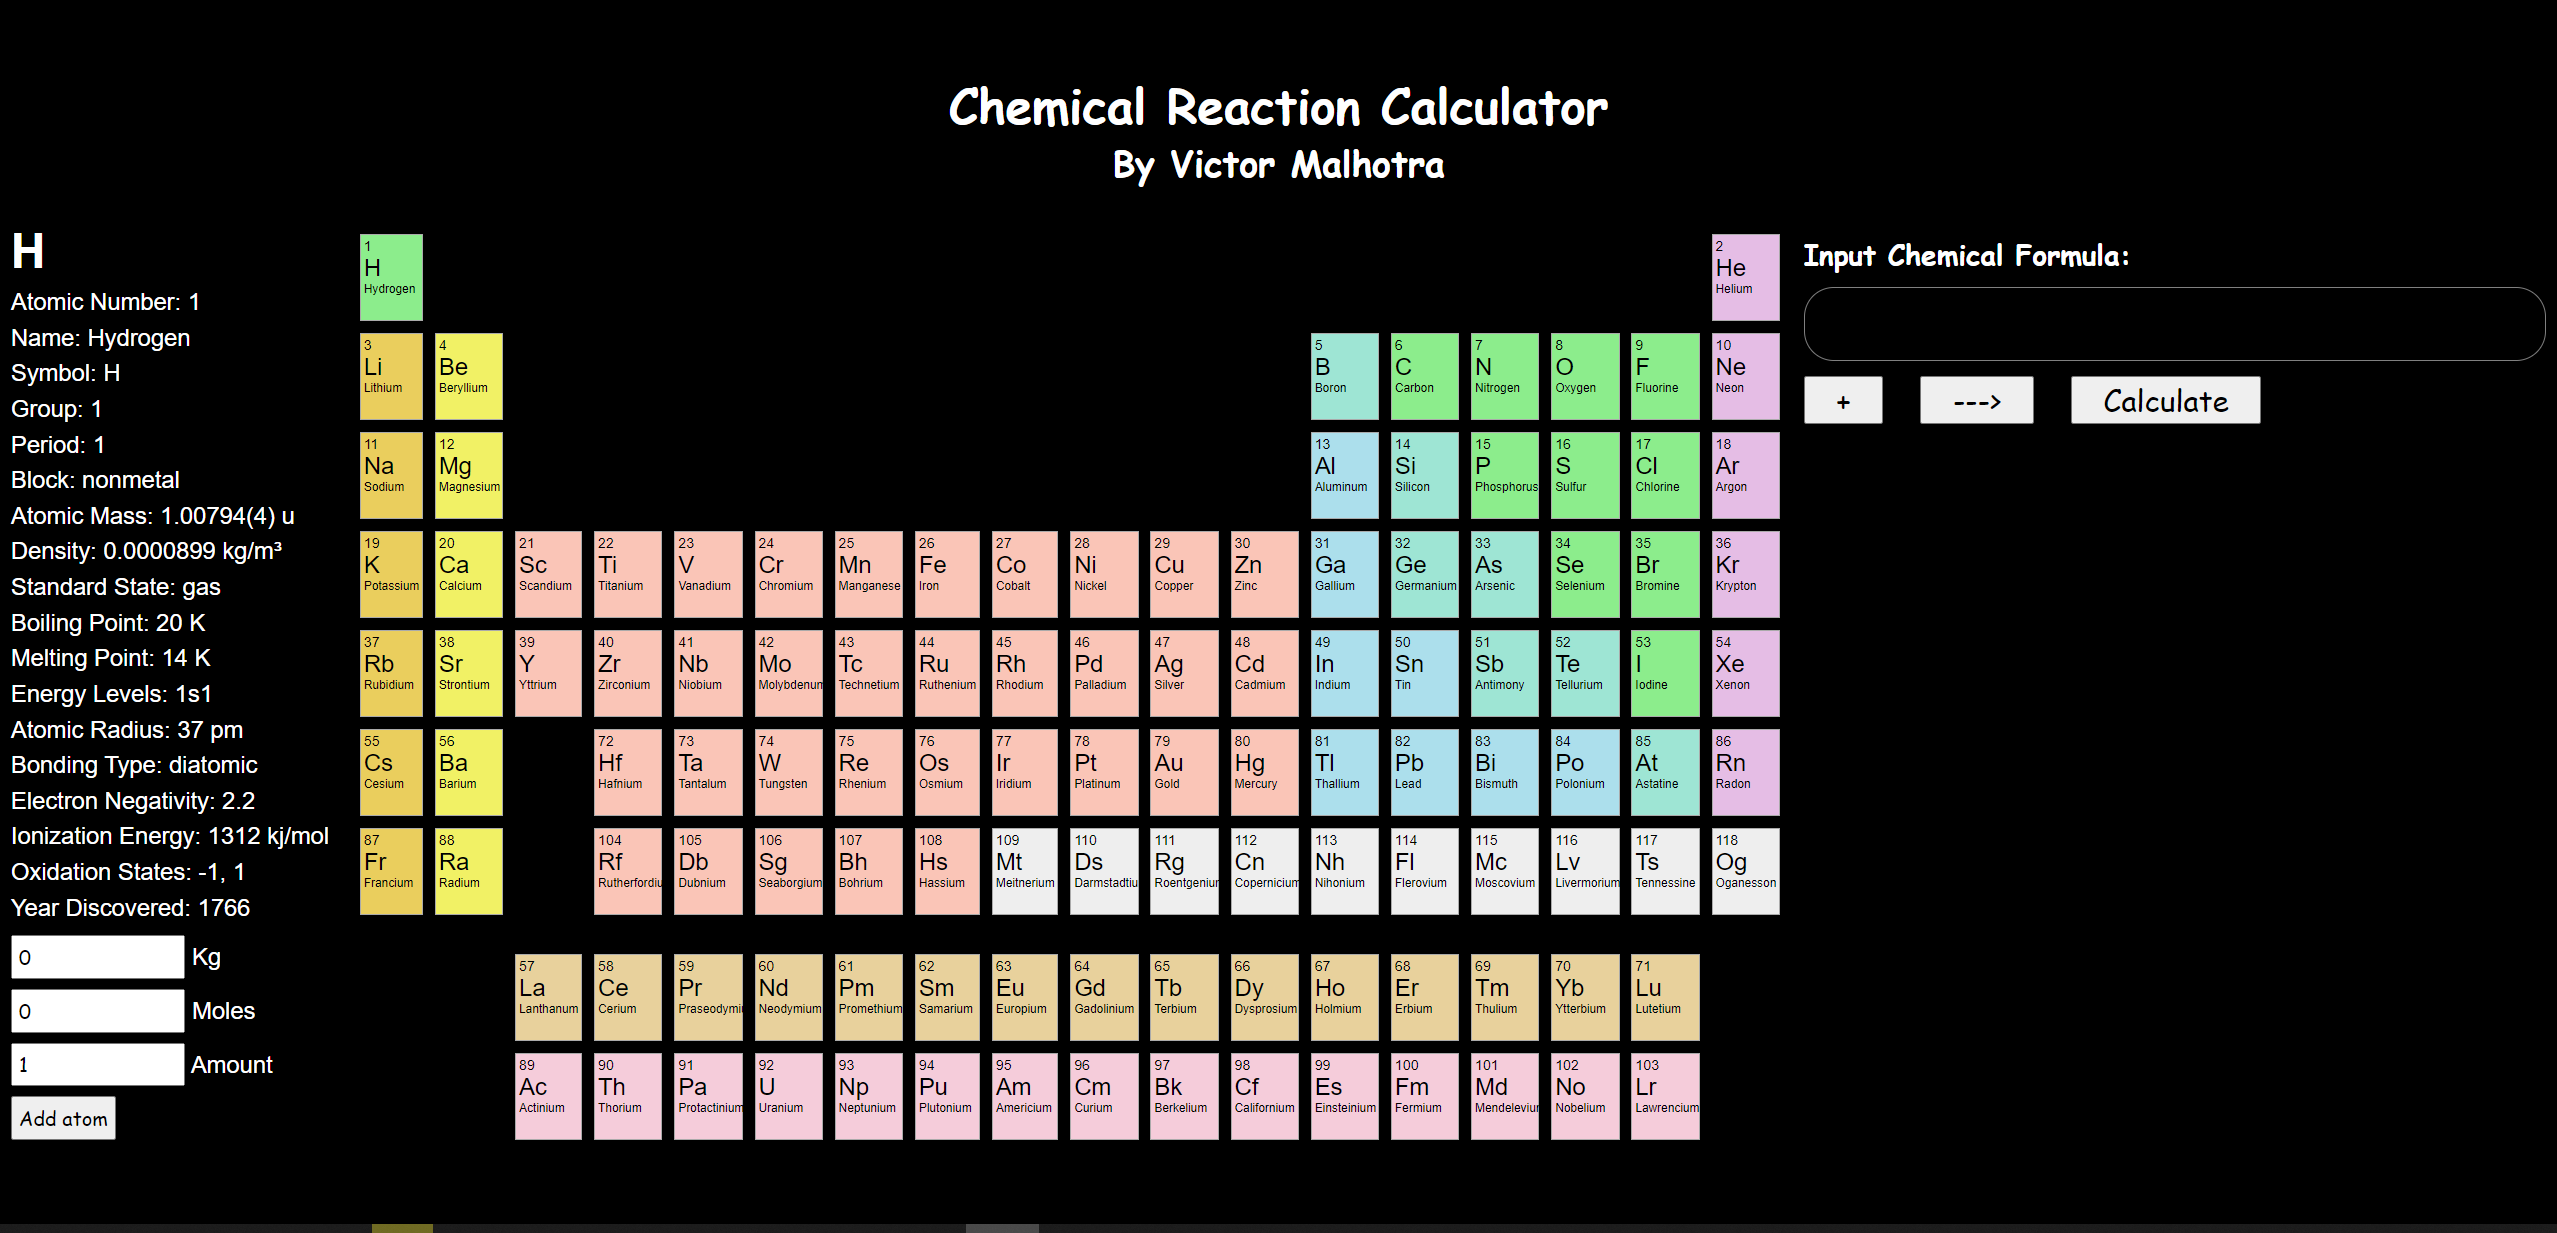 Chemical Reaction Calculator
By Victor Malhotra
H
Atomic Number: 1
Name: Hydrogen
Symbol: H
Group: 1
Period: 1
Block: nonmetal
Atomic Mass: 1.00794(4) u
Density: 0.0000899 kg/m³
Standard State: gas
Boiling Point: 20 K
Melting Point: 14 K
Energy Levels: 1s1
Atomic Radius: 37 pm
Bonding Type: diatomic
Electron Negativity: 2.2
Ionization Energy: 1312 kj/mol
Oxidation States: -1, 1
Year Discovered: 1766
0 Kg
0 Moles
1 Amount
Add atom
1 2
H He
Hydrogen Helium
3 4 5 6 7 8 9 10
Li Be B C N O F Ne
Lithium Beryllium Boron Carbon Nitrogen Oxygen Fluorine Neon
11 12 13 14 15 16 17 18
Na Mg Al Si P S Cl Ar
Sodium Magnesium Aluminum Silicon Phosphorus Sulfur Chlorine Argon
19 20 21 22 23 24 25 26 27 28 29 30 31 32 33 34 35 36
K Ca Sc Ti V Cr Mn Fe Co Ni Cu Zn Ga Ge As Se Br Kr
Potassium Calcium Scandium Titanium Vanadium Chromium Manganese Iron Cobalt Nickel Copper Zinc Gallium Germanium Arsenic Selenium Bromine Krypton
37 38 39 40 41 42 43 44 45 46 47 48 49 50 51 52 53 54
Rb Sr Y Zr Nb Mo Tc Ru Rh Pd Ag Cd In Sn Sb Te I Xe
Rubidium Strontium Yttrium Zirconium Niobium Molybdenum Technetium Ruthenium Rhodium Palladium Silver Cadmium Indium Tin Antimony Tellurium Iodine Xenon
55 56 72 73 74 75 76 77 78 79 80 81 82 83 84 85 86
Cs Ba Hf Ta W Re Os Ir Pt Au Hg Tl Pb Bi Po At Rn
Cesium Barium Hafnium Tantalum Tungsten Rhenium Osmium Iridium Platinum Gold Mercury Thallium Lead Bismuth Polonium Astatine Radon
87 88 104 105 106 107 108 109 110 111 112 113 114 115 116 117 118
Fr Ra Rf Db Sg Bh Hs Mt Ds Rg Cn Nh Fl Mc Lv Ts Og
Francium Radium Rutherfordiu Dubnium Seaborgium Bohrium Hassium Meitnerium Darmstadtiu Roentgeniur Copernicium Nihonium Flerovium Moscovium Livermorium Tennessine Oganesson
57 58 59 60 61 62 63 64 65 66 67 68 69 70 71
La Ce Pr Nd Pm Sm Eu Gd Tb Dy Ho Er Tm Yb Lu
Lanthanum Cerium Praseodymi Neodymium Promethium Samarium Europium Gadolinium Terbium Dysprosium Holmium Erbium Thulium Ytterbium Lutetium
89 90 91 92 93 94 95 96 97 98 99 100 101 102 103
Ac Th Pa U Np Pu Am Cm Bk Cf Es Fm Md No Lr
Actinium Thorium Protactinium Uranium Neptunium Plutonium Americium Curium Berkelium Californium Einsteinium Fermium Mendeleviur Nobelium Lawrencium
Input Chemical Formula:
+ ---> Calculate